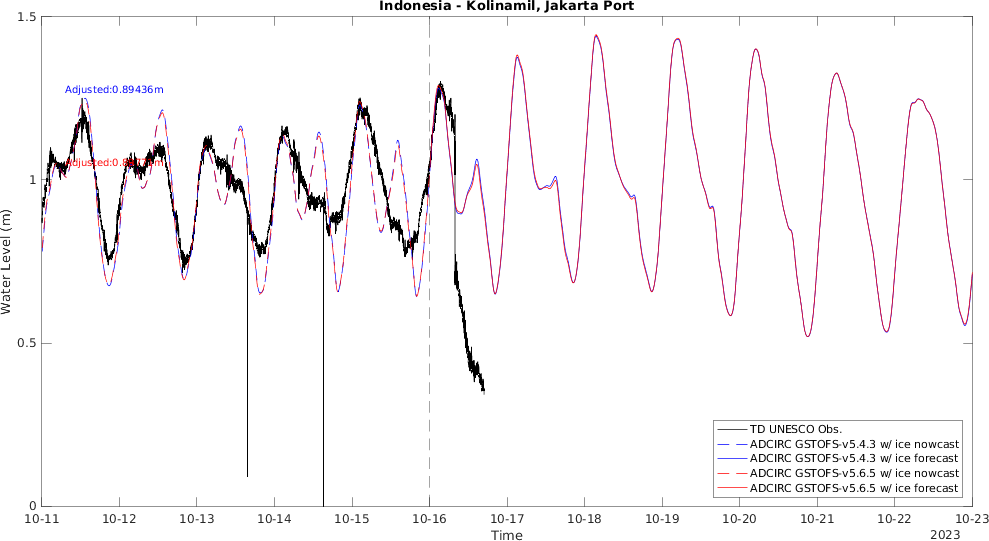 Indonesia - Kolinamil, Jakarta Port
Water Level (m)
1.5
1
0.5
0
Adjusted:0.89436m
10-11
10-12
10-13
10-14
10-15
10-16
10-17
10-18
10-19
10-20
10-21
10-22
10-23
2023
Time
TD UNESCO Obs.
ADCIRC GSTOFS-v5.4.3 w/ ice nowcast
ADCIRC GSTOFS-v5.4.3 w/ ice forecast
ADCIRC GSTOFS-v5.6.5 w/ ice nowcast
ADCIRC GSTOFS-v5.6.5 w/ ice forecast